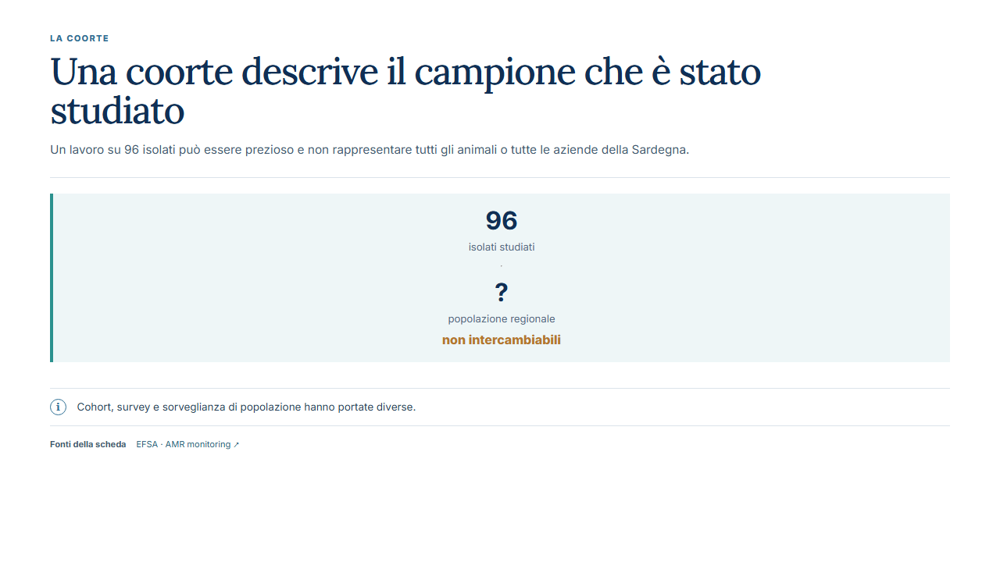 LA COORTE
Una coorte descrive il campione che è stato
studiato
Un lavoro su 96 isolati può essere prezioso e non rappresentare tutti gli animali o tutte le aziende della Sardegna.
96
isolati studiati
·
?
popolazione regionale
non intercambiabili
i Cohort, survey e sorveglianza di popolazione hanno portate diverse.
Fonti della scheda EFSA · AMR monitoring ↗